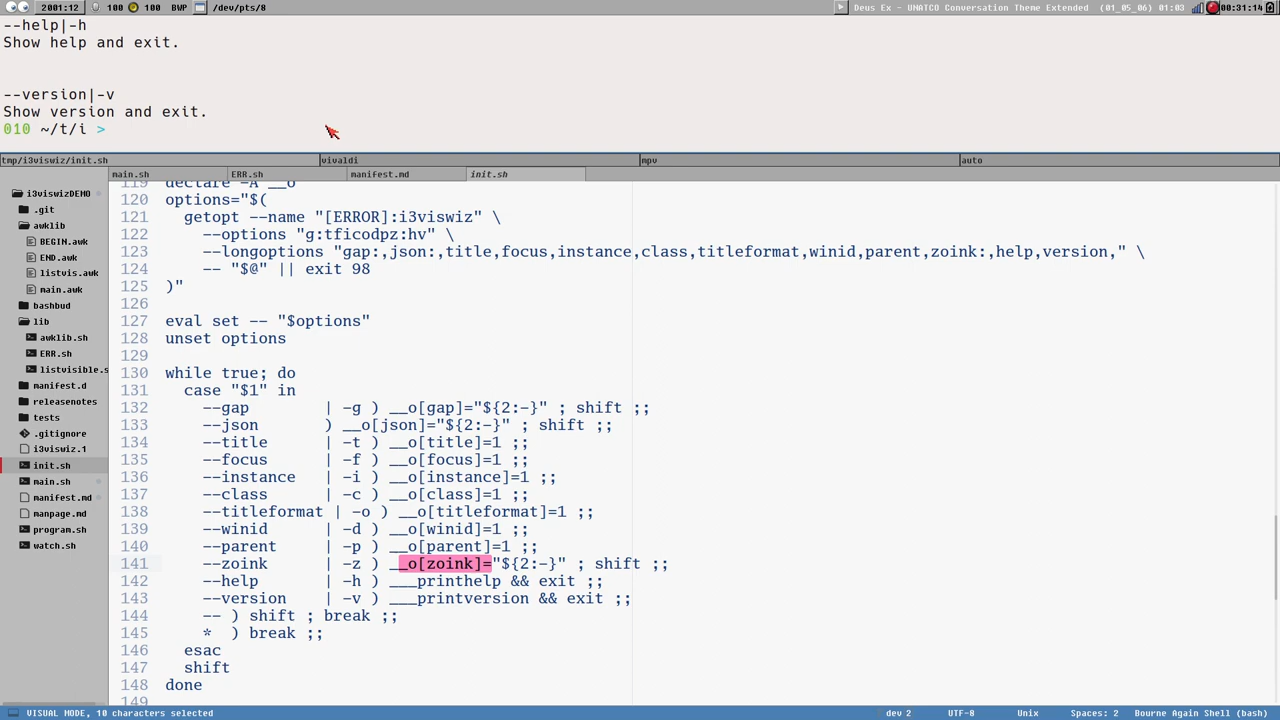 2001:12 100 100 BWP /dev/pts/8 Deus Ex - UNATCO Conversation Theme Extended (01_05_06) 01:03 00:31:14
--help|-h
Show help and exit.
--version|-v
Show version and exit.
010 ~/t/i >
tmp/i3viswiz/init.sh vivaldi mpv auto
main.sh ERR.sh manifest.md init.sh
i3viswizDEMO
.git
awklib
BEGIN.awk
END.awk
listvis.awk
main.awk
bashbud
lib
awklib.sh
ERR.sh
listvisible.s
manifest.d
releasenotes
tests
.gitignore
i3viswiz.1
init.sh
main.sh
manifest.md
manpage.md
program.sh
watch.sh
119 declare -A __o
120 options="$(
121 getopt --name "[ERROR]:i3viswiz" \
122 --options "g:tficodpz:hv" \
123 --longoptions "gap:,json:,title,focus,instance,class,titleformat,winid,parent,zoink:,help,version," \
124 -- "$@" || exit 98
125 )"
126
127 eval set -- "$options"
128 unset options
129
130 while true; do
131 case "$1" in
132 --gap | -g ) __o[gap]="${2:-}" ; shift ;;
133 --json ) __o[json]="${2:-}" ; shift ;;
134 --title | -t ) __o[title]=1 ;;
135 --focus | -f ) __o[focus]=1 ;;
136 --instance | -i ) __o[instance]=1 ;;
137 --class | -c ) __o[class]=1 ;;
138 --titleformat | -o ) __o[titleformat]=1 ;;
139 --winid | -d ) __o[winid]=1 ;;
140 --parent | -p ) __o[parent]=1 ;;
141 --zoink | -z ) __o[zoink]="${2:-}" ; shift ;;
142 --help | -h ) ___printhelp && exit ;;
143 --version | -v ) ___printversion && exit ;;
144 -- ) shift ; break ;;
145 * ) break ;;
146 esac
147 shift
148 done
149
VISUAL MODE, 10 characters selected dev 2 UTF-8 Unix Spaces: 2 Bourne Again Shell (bash)